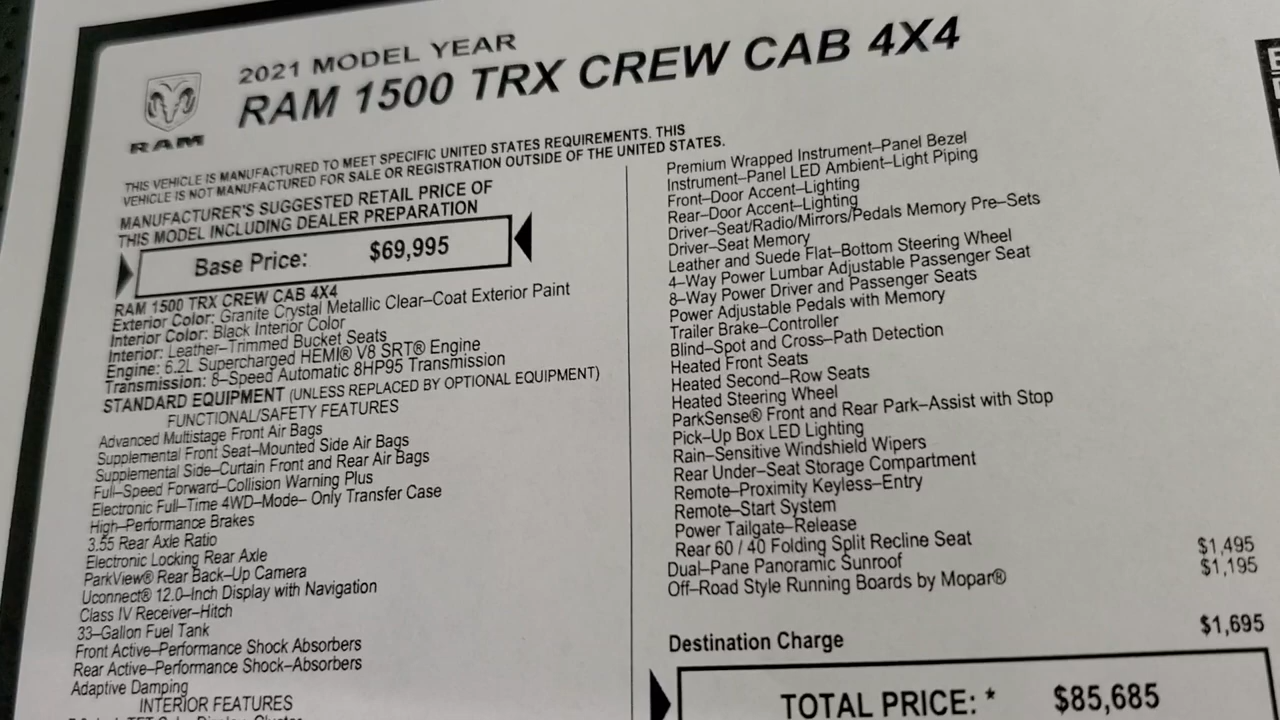 2021 MODEL YEAR
RAM 1500 TRX CREW CAB 4X4
RAM
THIS VEHICLE IS MANUFACTURED TO MEET SPECIFIC UNITED STATES REQUIREMENTS. THIS
VEHICLE IS NOT MANUFACTURED FOR SALE OR REGISTRATION OUTSIDE OF THE UNITED STATES.
MANUFACTURER'S SUGGESTED RETAIL PRICE OF
THIS MODEL INCLUDING DEALER PREPARATION
Base Price: $69,995
RAM 1500 TRX CREW CAB 4X4
Exterior Color: Granite Crystal Metallic Clear–Coat Exterior Paint
Interior Color: Black Interior Color
Interior: Leather–Trimmed Bucket Seats
Engine: 6.2L Supercharged HEMI® V8 SRT® Engine
Transmission: 8–Speed Automatic 8HP95 Transmission
STANDARD EQUIPMENT (UNLESS REPLACED BY OPTIONAL EQUIPMENT)
FUNCTIONAL/SAFETY FEATURES
Advanced Multistage Front Air Bags
Supplemental Front Seat–Mounted Side Air Bags
Supplemental Side–Curtain Front and Rear Air Bags
Full–Speed Forward–Collision Warning Plus
Electronic Full–Time 4WD–Mode– Only Transfer Case
High–Performance Brakes
3.55 Rear Axle Ratio
Electronic Locking Rear Axle
ParkView® Rear Back–Up Camera
Uconnect® 12.0–Inch Display with Navigation
Class IV Receiver–Hitch
33–Gallon Fuel Tank
Front Active–Performance Shock Absorbers
Rear Active–Performance Shock–Absorbers
Adaptive Damping
INTERIOR FEATURES
Premium Wrapped Instrument–Panel Bezel
Instrument–Panel LED Ambient–Light Piping
Front–Door Accent–Lighting
Rear–Door Accent–Lighting
Driver–Seat/Radio/Mirrors/Pedals Memory Pre–Sets
Driver–Seat Memory
Leather and Suede Flat–Bottom Steering Wheel
4–Way Power Lumbar Adjustable Passenger Seat
8–Way Power Driver and Passenger Seats
Power Adjustable Pedals with Memory
Trailer Brake–Controller
Blind–Spot and Cross–Path Detection
Heated Front Seats
Heated Second–Row Seats
Heated Steering Wheel
ParkSense® Front and Rear Park–Assist with Stop
Pick–Up Box LED Lighting
Rain–Sensitive Windshield Wipers
Rear Under–Seat Storage Compartment
Remote–Proximity Keyless–Entry
Remote–Start System
Power Tailgate–Release
Rear 60 / 40 Folding Split Recline Seat
Dual–Pane Panoramic Sunroof $1,495
Off–Road Style Running Boards by Mopar® $1,195
Destination Charge $1,695
TOTAL PRICE: * $85,685